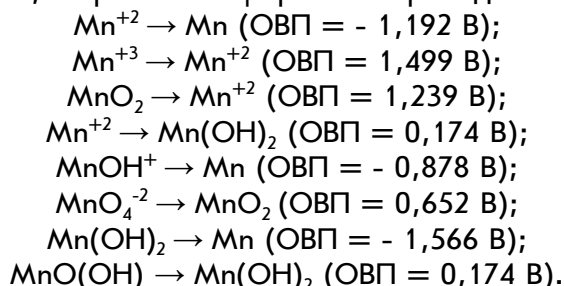 Mn⁺² → Mn (ОВП = - 1,192 В);
Mn⁺³ → Mn⁺² (ОВП = 1,499 В);
MnO₂ → Mn⁺² (ОВП = 1,239 В);
Mn⁺² → Mn(OH)₂ (ОВП = 0,174 В);
MnOH⁺ → Mn (ОВП = - 0,878 В);
MnO₄⁻² → MnO₂ (ОВП = 0,652 В);
Mn(OH)₂ → Mn (ОВП = - 1,566 В);
MnO(OH) → Mn(OH)₂ (ОВП = 0,174 В).